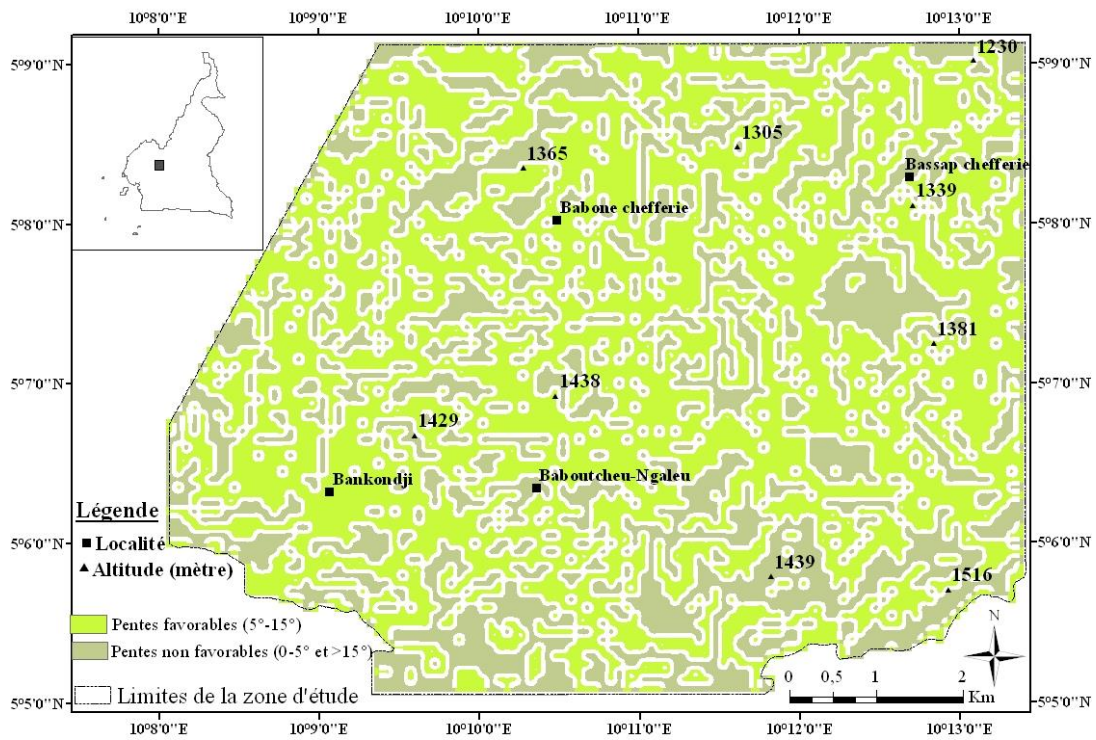 10°8'0"E 10°9'0"E 10°10'0"E 10°11'0"E 10°12'0"E 10°13'0"E
5°9'0"N 5°9'0"N
1230
1305
1365
Bassap chefferie
1339
Babone chefferie
5°8'0"N 5°8'0"N
1381
5°7'0"N 5°7'0"N
1438
1429
Bankondji
Baboutcheu-Ngaleu
Légende
Localité
Altitude (mètre)
5°6'0"N 5°6'0"N
1439
1516
Pentes favorables (5°-15°)
Pentes non favorables (0-5° et >15°)
Limites de la zone d'étude
N
0 0,5 1 2
Km
5°5'0"N 5°5'0"N
10°8'0"E 10°9'0"E 10°10'0"E 10°11'0"E 10°12'0"E 10°13'0"E